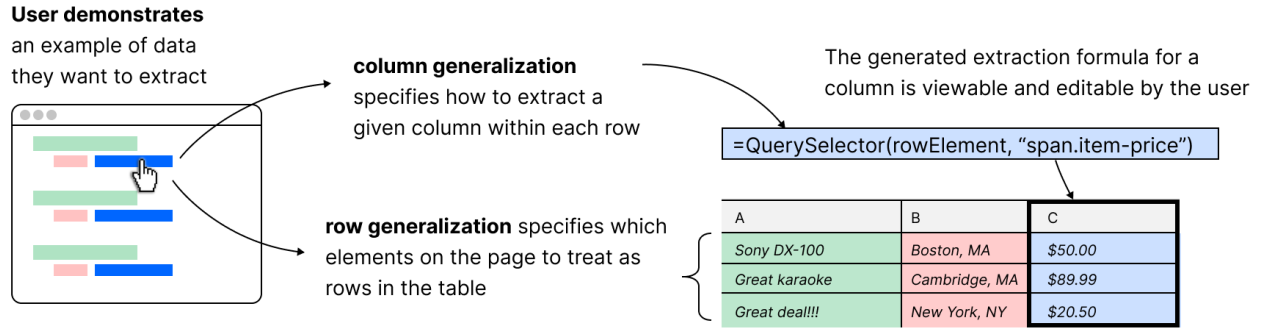 User demonstrates
an example of data
they want to extract
column generalization
specifies how to extract a
given column within each row
row generalization specifies which
elements on the page to treat as
rows in the table
The generated extraction formula for a
column is viewable and editable by the user
=QuerySelector(rowElement, “span.item-price”)
A B C
Sony DX-100 Boston, MA $50.00
Great karaoke Cambridge, MA $89.99
Great deal!!! New York, NY $20.50